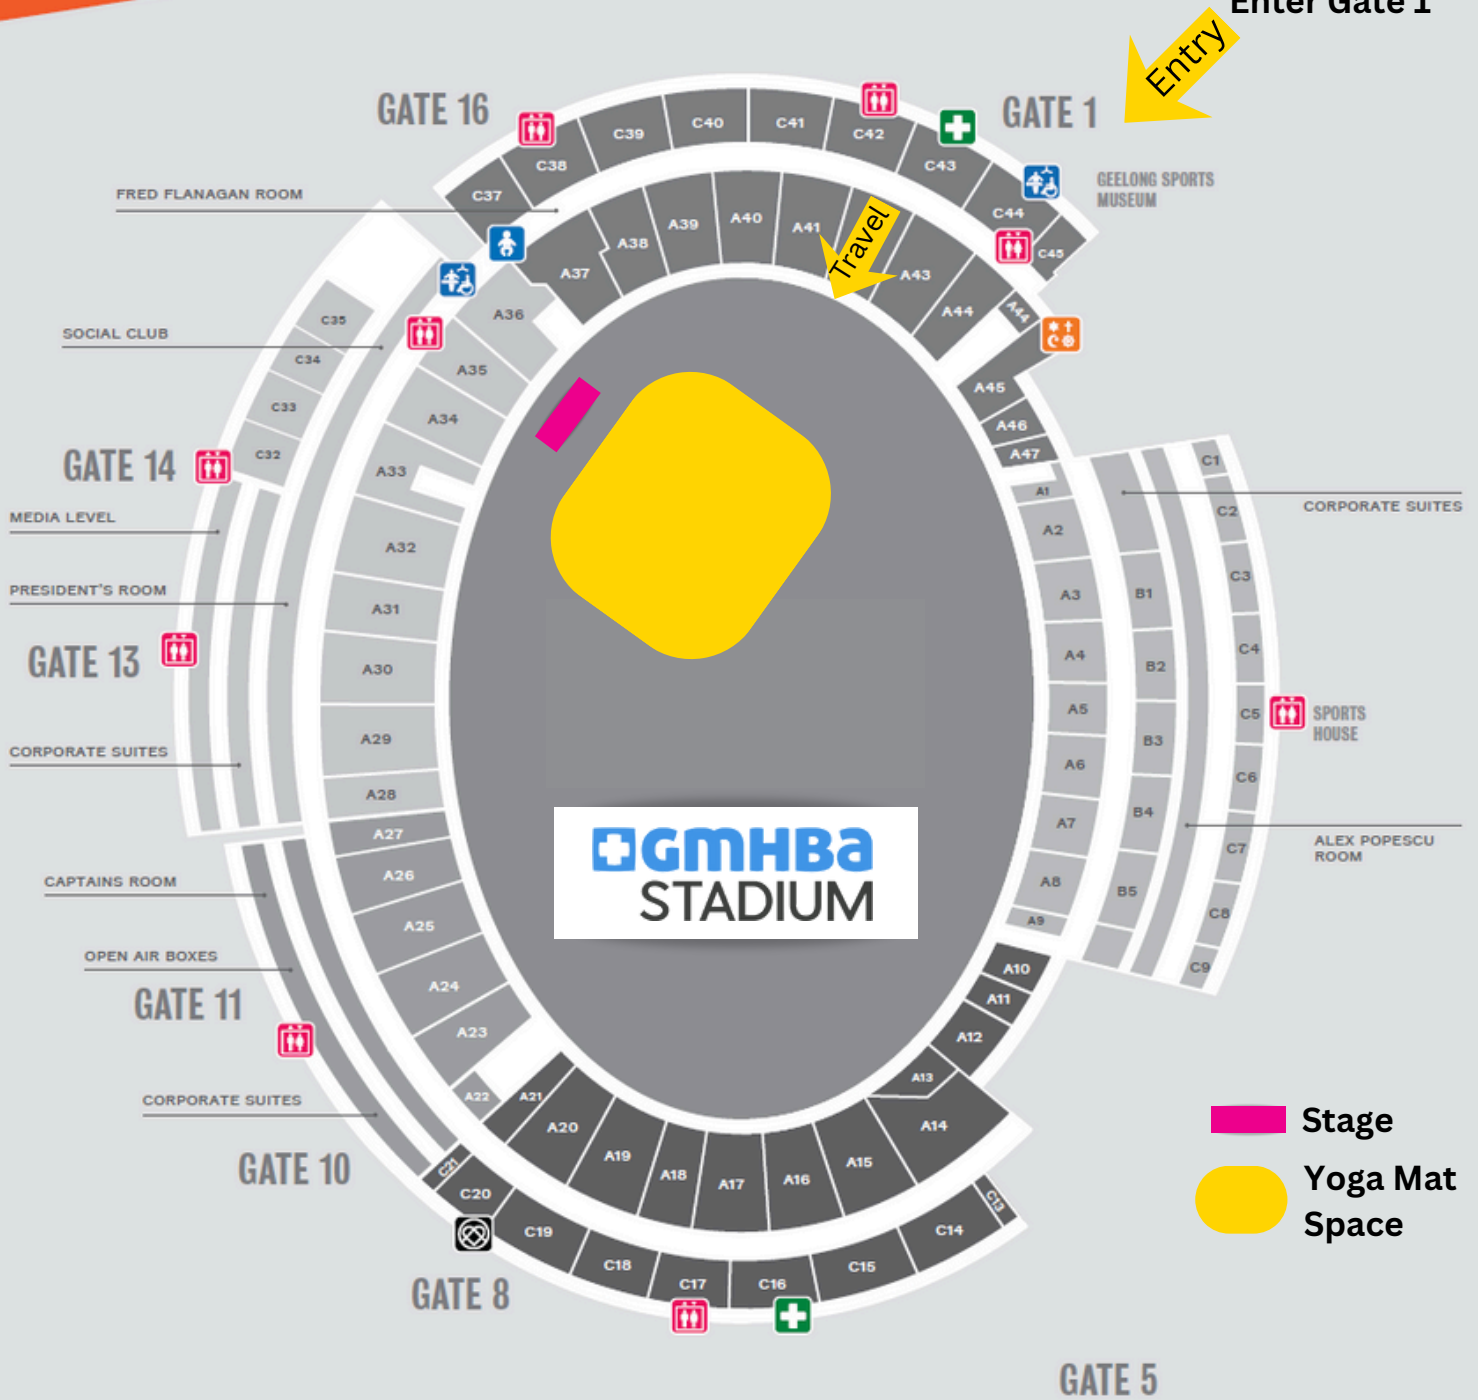 Enter Gate 1
Entry
GATE 16
GATE 1
C40
C41
C39
C42
C38
C43
GEELONG SPORTS
MUSEUM
FRED FLANAGAN ROOM
C37
C44
C45
A40
A41
Travel
A39
A38
A37
A43
A44
A44
A36
C35
SOCIAL CLUB
C34
A35
A45
C33
A34
A46
C32
A47
GATE 14
A33
C1
A1
CORPORATE SUITES
C2
MEDIA LEVEL
A2
A32
C3
PRESIDENT'S ROOM
A31
A3
B1
GATE 13
A30
A4
B2
C4
A5
C5
SPORTS
HOUSE
A29
B3
CORPORATE SUITES
A6
C6
A28
A7
B4
A27
C7
ALEX POPESCU
ROOM
GMHBa
STADIUM
CAPTAINS ROOM
A26
A8
B5
A25
A9
C8
OPEN AIR BOXES
A10
C9
A24
A11
GATE 11
A23
A12
A13
A22
A21
CORPORATE SUITES
A20
A14
Stage
A19
A15
A18
A17
A16
GATE 10
C21
C20
C13
Yoga Mat
Space
C19
C14
C18
C15
C17
C16
GATE 8
GATE 5